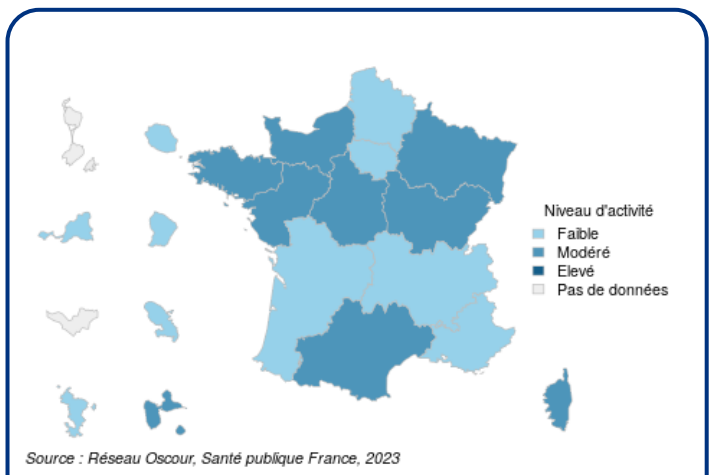 Niveau d'activité
Faible
Modéré
Elevé
Pas de données
Source : Réseau Oscour, Santé publique France, 2023